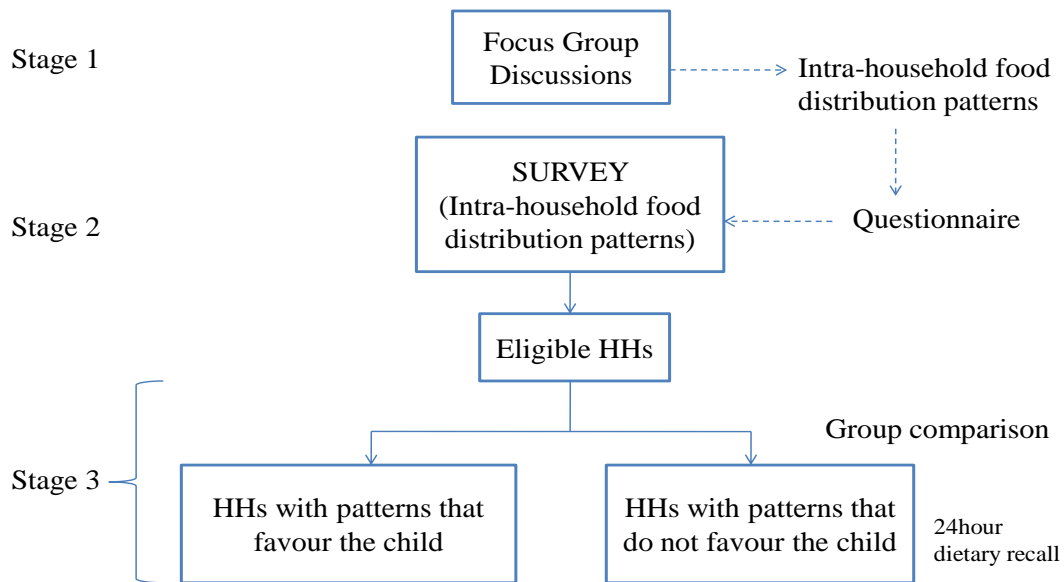 Stage 1
Focus Group
Discussions
Intra-household food
distribution patterns
Stage 2
SURVEY
(Intra-household food
distribution patterns)
Questionnaire
Eligible HHs
Group comparison
Stage 3
HHs with patterns that
favour the child
HHs with patterns that
do not favour the child
24hour
dietary recall